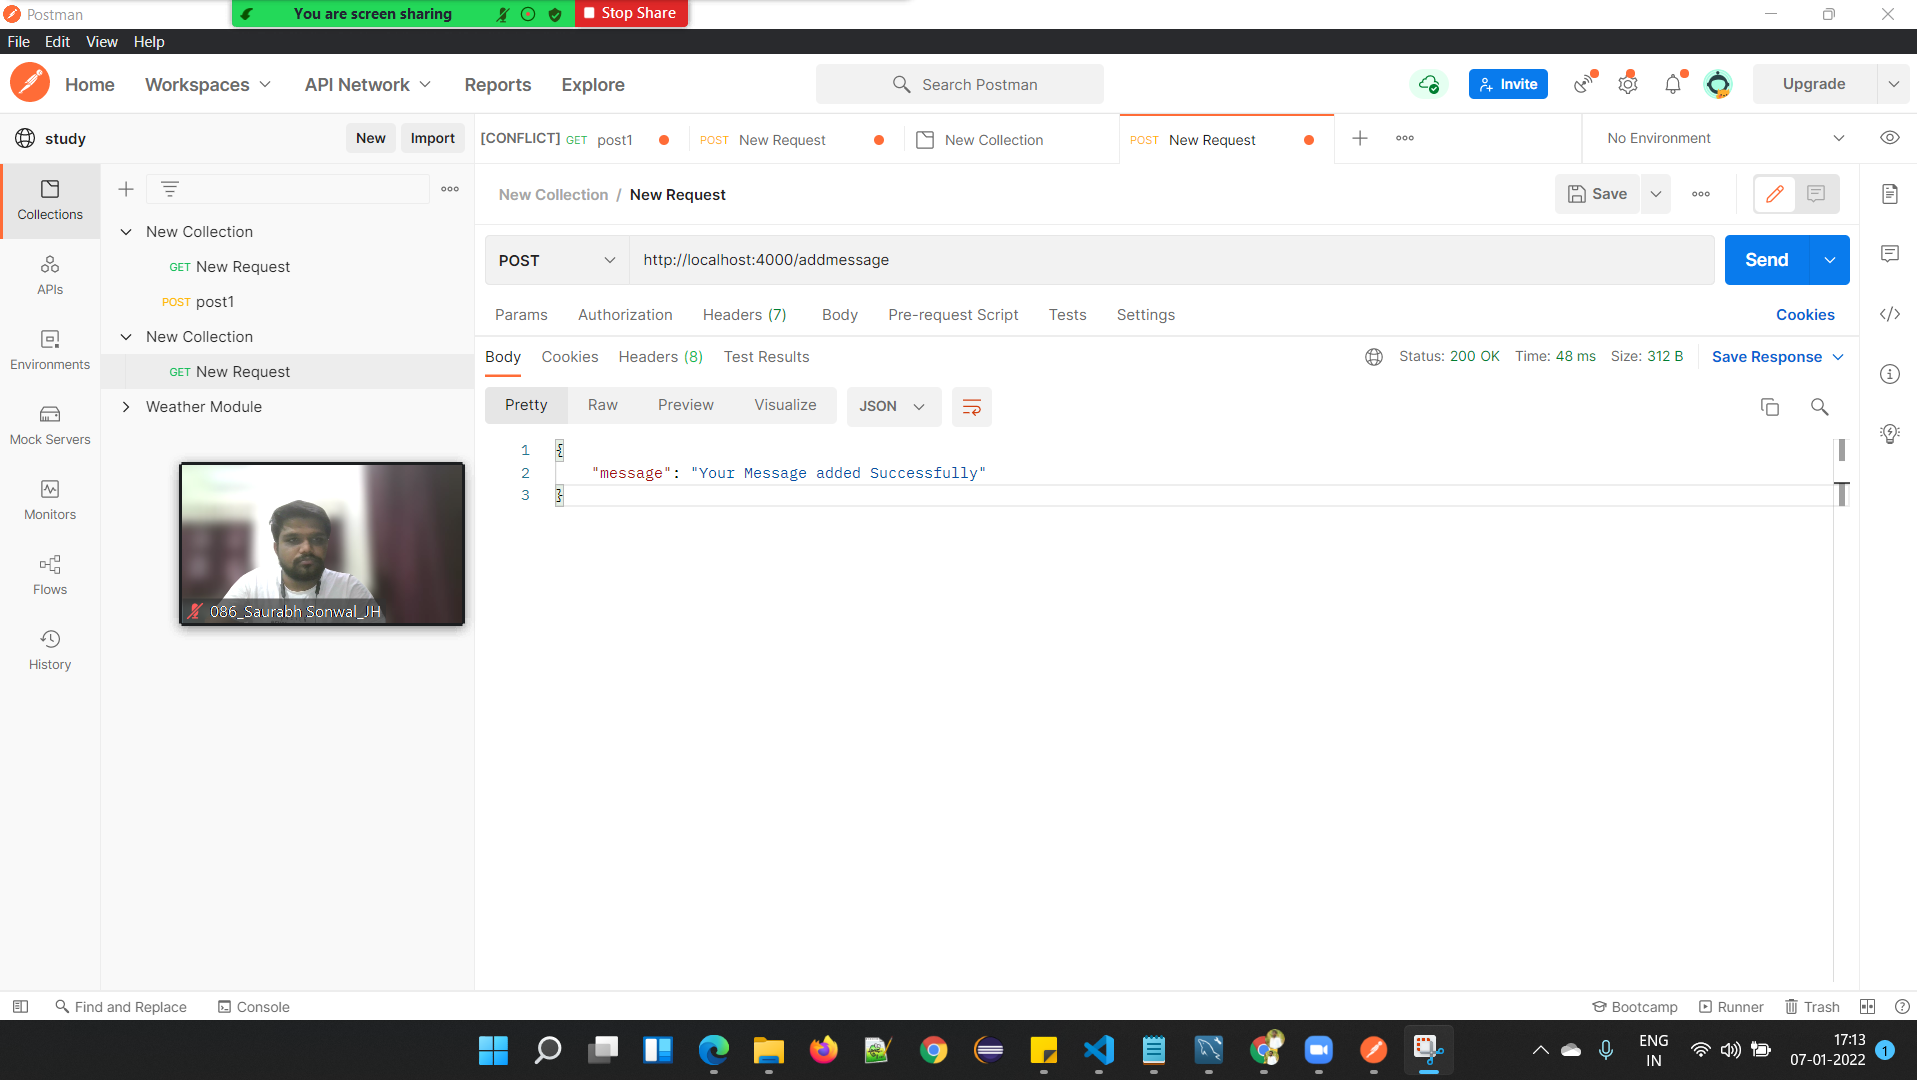 Postman
You are screen sharing
Stop Share
File Edit View Help
Home Workspaces API Network Reports Explore
Search Postman
Invite
Upgrade
study
New Import
[CONFLICT] GET post1
POST New Request
New Collection
POST New Request
No Environment
Collections
APIs
Environments
Mock Servers
Monitors
Flows
History
New Collection
GET New Request
POST post1
New Collection
GET New Request
Weather Module
086_Saurabh Sonwal_JH
New Collection / New Request
Save
POST http://localhost:4000/addmessage
Send
Params Authorization Headers (7) Body Pre-request Script Tests Settings
Cookies
Body Cookies Headers (8) Test Results
Status: 200 OK Time: 48 ms Size: 312 B
Save Response
Pretty Raw Preview Visualize JSON
1 {
2 "message": "Your Message added Successfully"
3 }
Find and Replace Console
Bootcamp Runner Trash
ENG
IN
17:13
07-01-2022
1